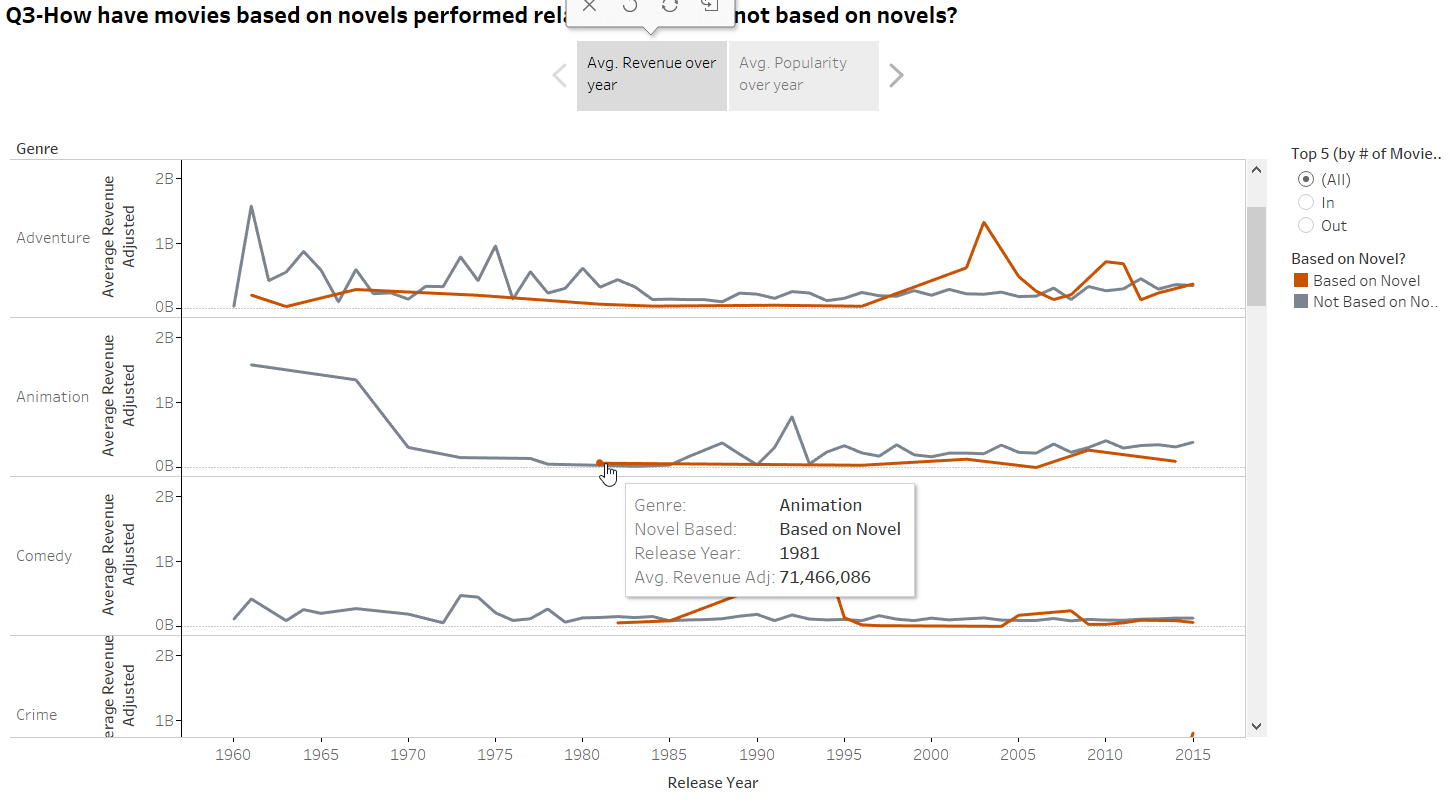 Q3-How have movies based on novels performed rela not based on novels?
Avg. Revenue over
year
Avg. Popularity
over year
Genre
Adventure
Average Revenue
Adjusted
2B
1B
0B
Animation
Average Revenue
Adjusted
2B
1B
0B
Genre: Animation
Novel Based: Based on Novel
Release Year: 1981
Avg. Revenue Adj: 71,466,086
Comedy
Average Revenue
Adjusted
2B
1B
0B
Crime
erage Revenue
Adjusted
2B
1B
1960 1965 1970 1975 1980 1985 1990 1995 2000 2005 2010 2015
Release Year
Top 5 (by # of Movie..
(All)
In
Out
Based on Novel?
Based on Novel
Not Based on No..